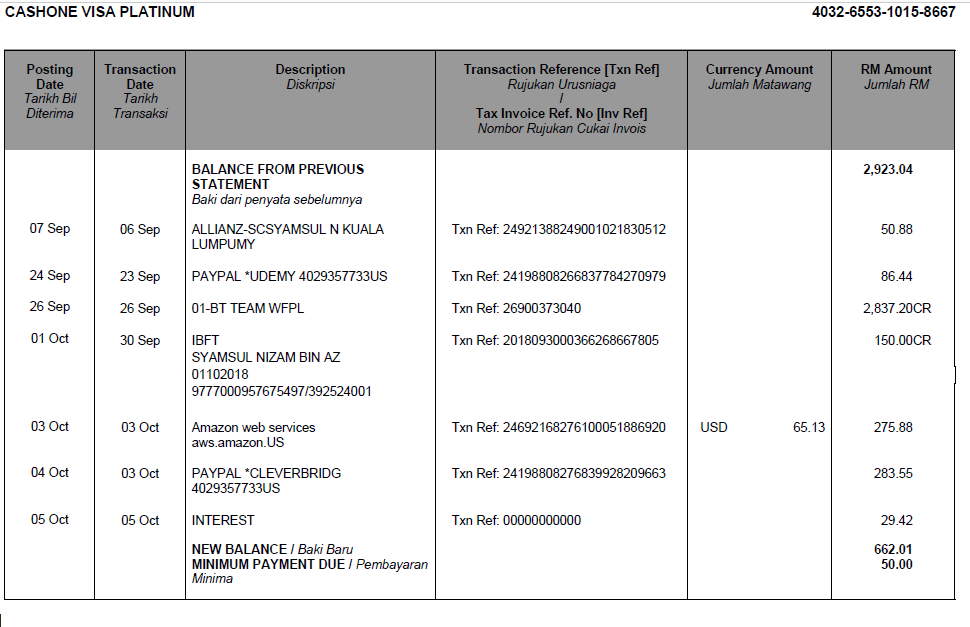 CASHONE VISA PLATINUM 4032-6553-1015-8667
Posting Date Tarikh Bil Diterima
Transaction Date Tarikh Transaksi
Description Diskripsi
Transaction Reference [Txn Ref] Rujukan Urusniaga / Tax Invoice Ref. No [Inv Ref] Nombor Rujukan Cukai Invois
Currency Amount Jumlah Matawang
RM Amount Jumlah RM
BALANCE FROM PREVIOUS 2,923.04
STATEMENT
Baki dari penyata sebelumnya
07 Sep 06 Sep ALLIANZ-SCSYAMSUL N KUALA Txn Ref: 24921388249001021830512 50.88
LUMPUMY
24 Sep 23 Sep PAYPAL *UDEMY 4029357733US Txn Ref: 24198808266837784270979 86.44
26 Sep 26 Sep 01-BT TEAM WFPL Txn Ref: 26900373040 2,837.20CR
01 Oct 30 Sep IBFT Txn Ref: 2018093000366268667805 150.00CR
SYAMSUL NIZAM BIN AZ
01102018
9777000957675497/392524001
03 Oct 03 Oct Amazon web services Txn Ref: 24692168276100051886920 USD 65.13 275.88
aws.amazon.US
04 Oct 03 Oct PAYPAL *CLEVERBRIDG Txn Ref: 24198808276839928209663 283.55
4029357733US
05 Oct 05 Oct INTEREST Txn Ref: 00000000000 29.42
NEW BALANCE / Baki Baru 662.01
MINIMUM PAYMENT DUE / Pembayaran 50.00
Minima